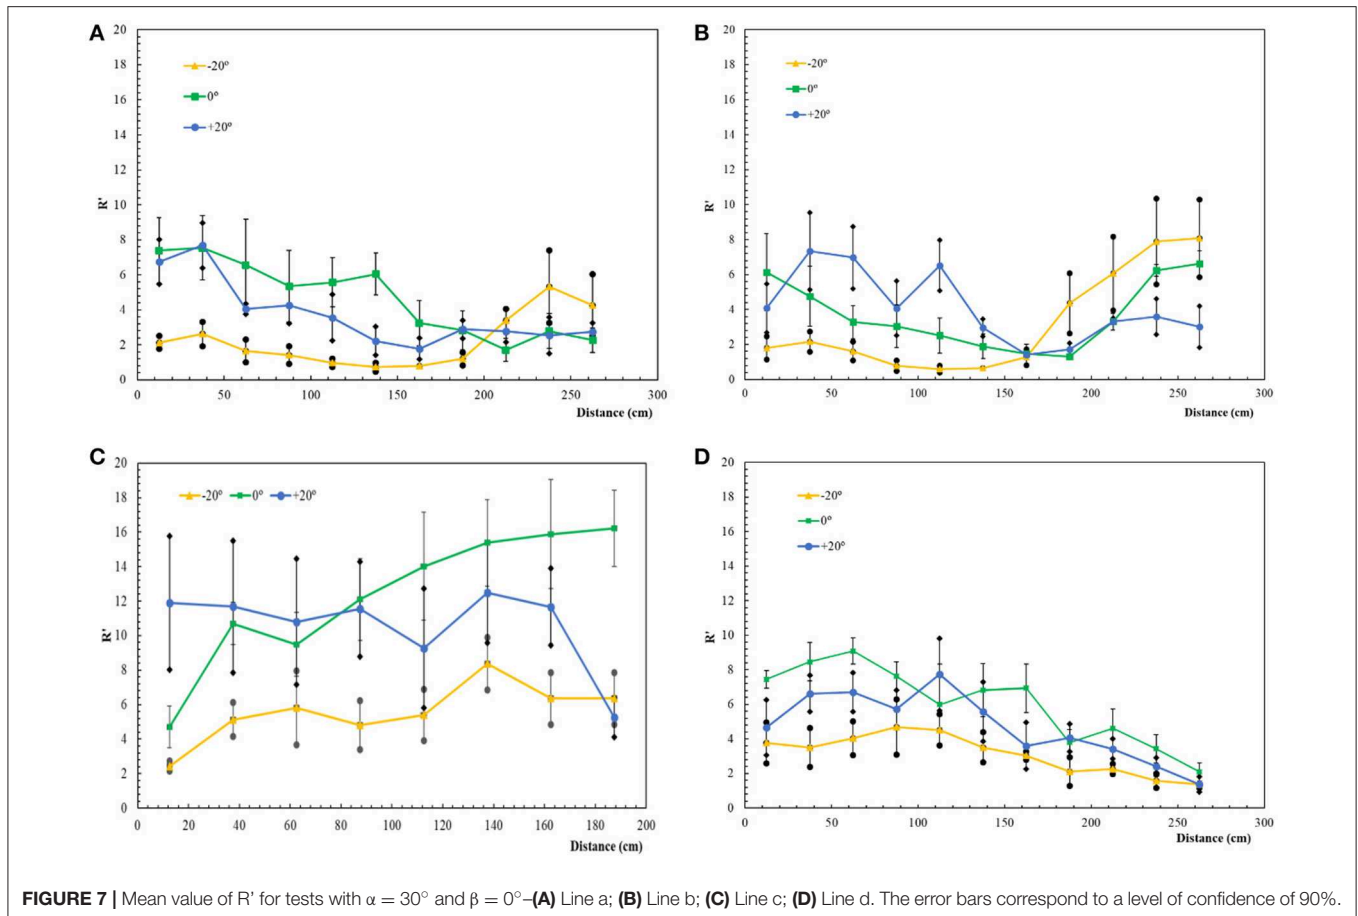 A
20
18
16
14
12
10
8
6
4
2
0
R'
-20º
0º
+20º
0 50 100 150 200 250 300
Distance (cm)
B
20
18
16
14
12
10
8
6
4
2
0
R'
-20º
0º
+20º
0 50 100 150 200 250 300
Distance (cm)
C
20
18
16
14
12
10
8
6
4
2
0
R'
-20º 0º +20º
0 20 40 60 80 100 120 140 160 180 200
Distance (cm)
D
20
18
16
14
12
10
8
6
4
2
0
R'
-20º
0º
+20º
0 50 100 150 200 250 300
Distance (cm)
FIGURE 7 | Mean value of R’ for tests with α = 30° and β = 0°–(A) Line a; (B) Line b; (C) Line c; (D) Line d. The error bars correspond to a level of confidence of 90%.